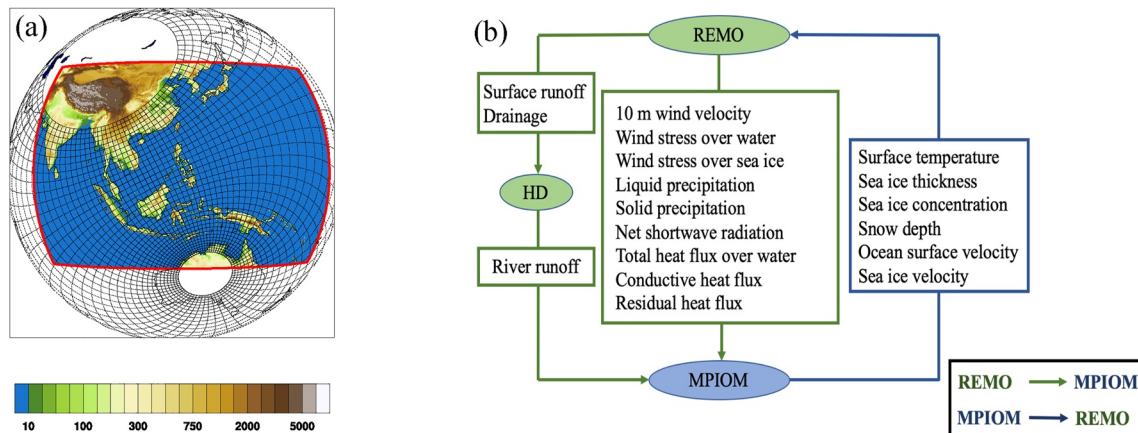 (a)
10 100 300 750 2000 5000
(b)
REMO
Surface runoff
Drainage
HD
River runoff
10 m wind velocity
Wind stress over water
Wind stress over sea ice
Liquid precipitation
Solid precipitation
Net shortwave radiation
Total heat flux over water
Conductive heat flux
Residual heat flux
Surface temperature
Sea ice thickness
Sea ice concentration
Snow depth
Ocean surface velocity
Sea ice velocity
MPIOM
REMO MPIOM
MPIOM REMO